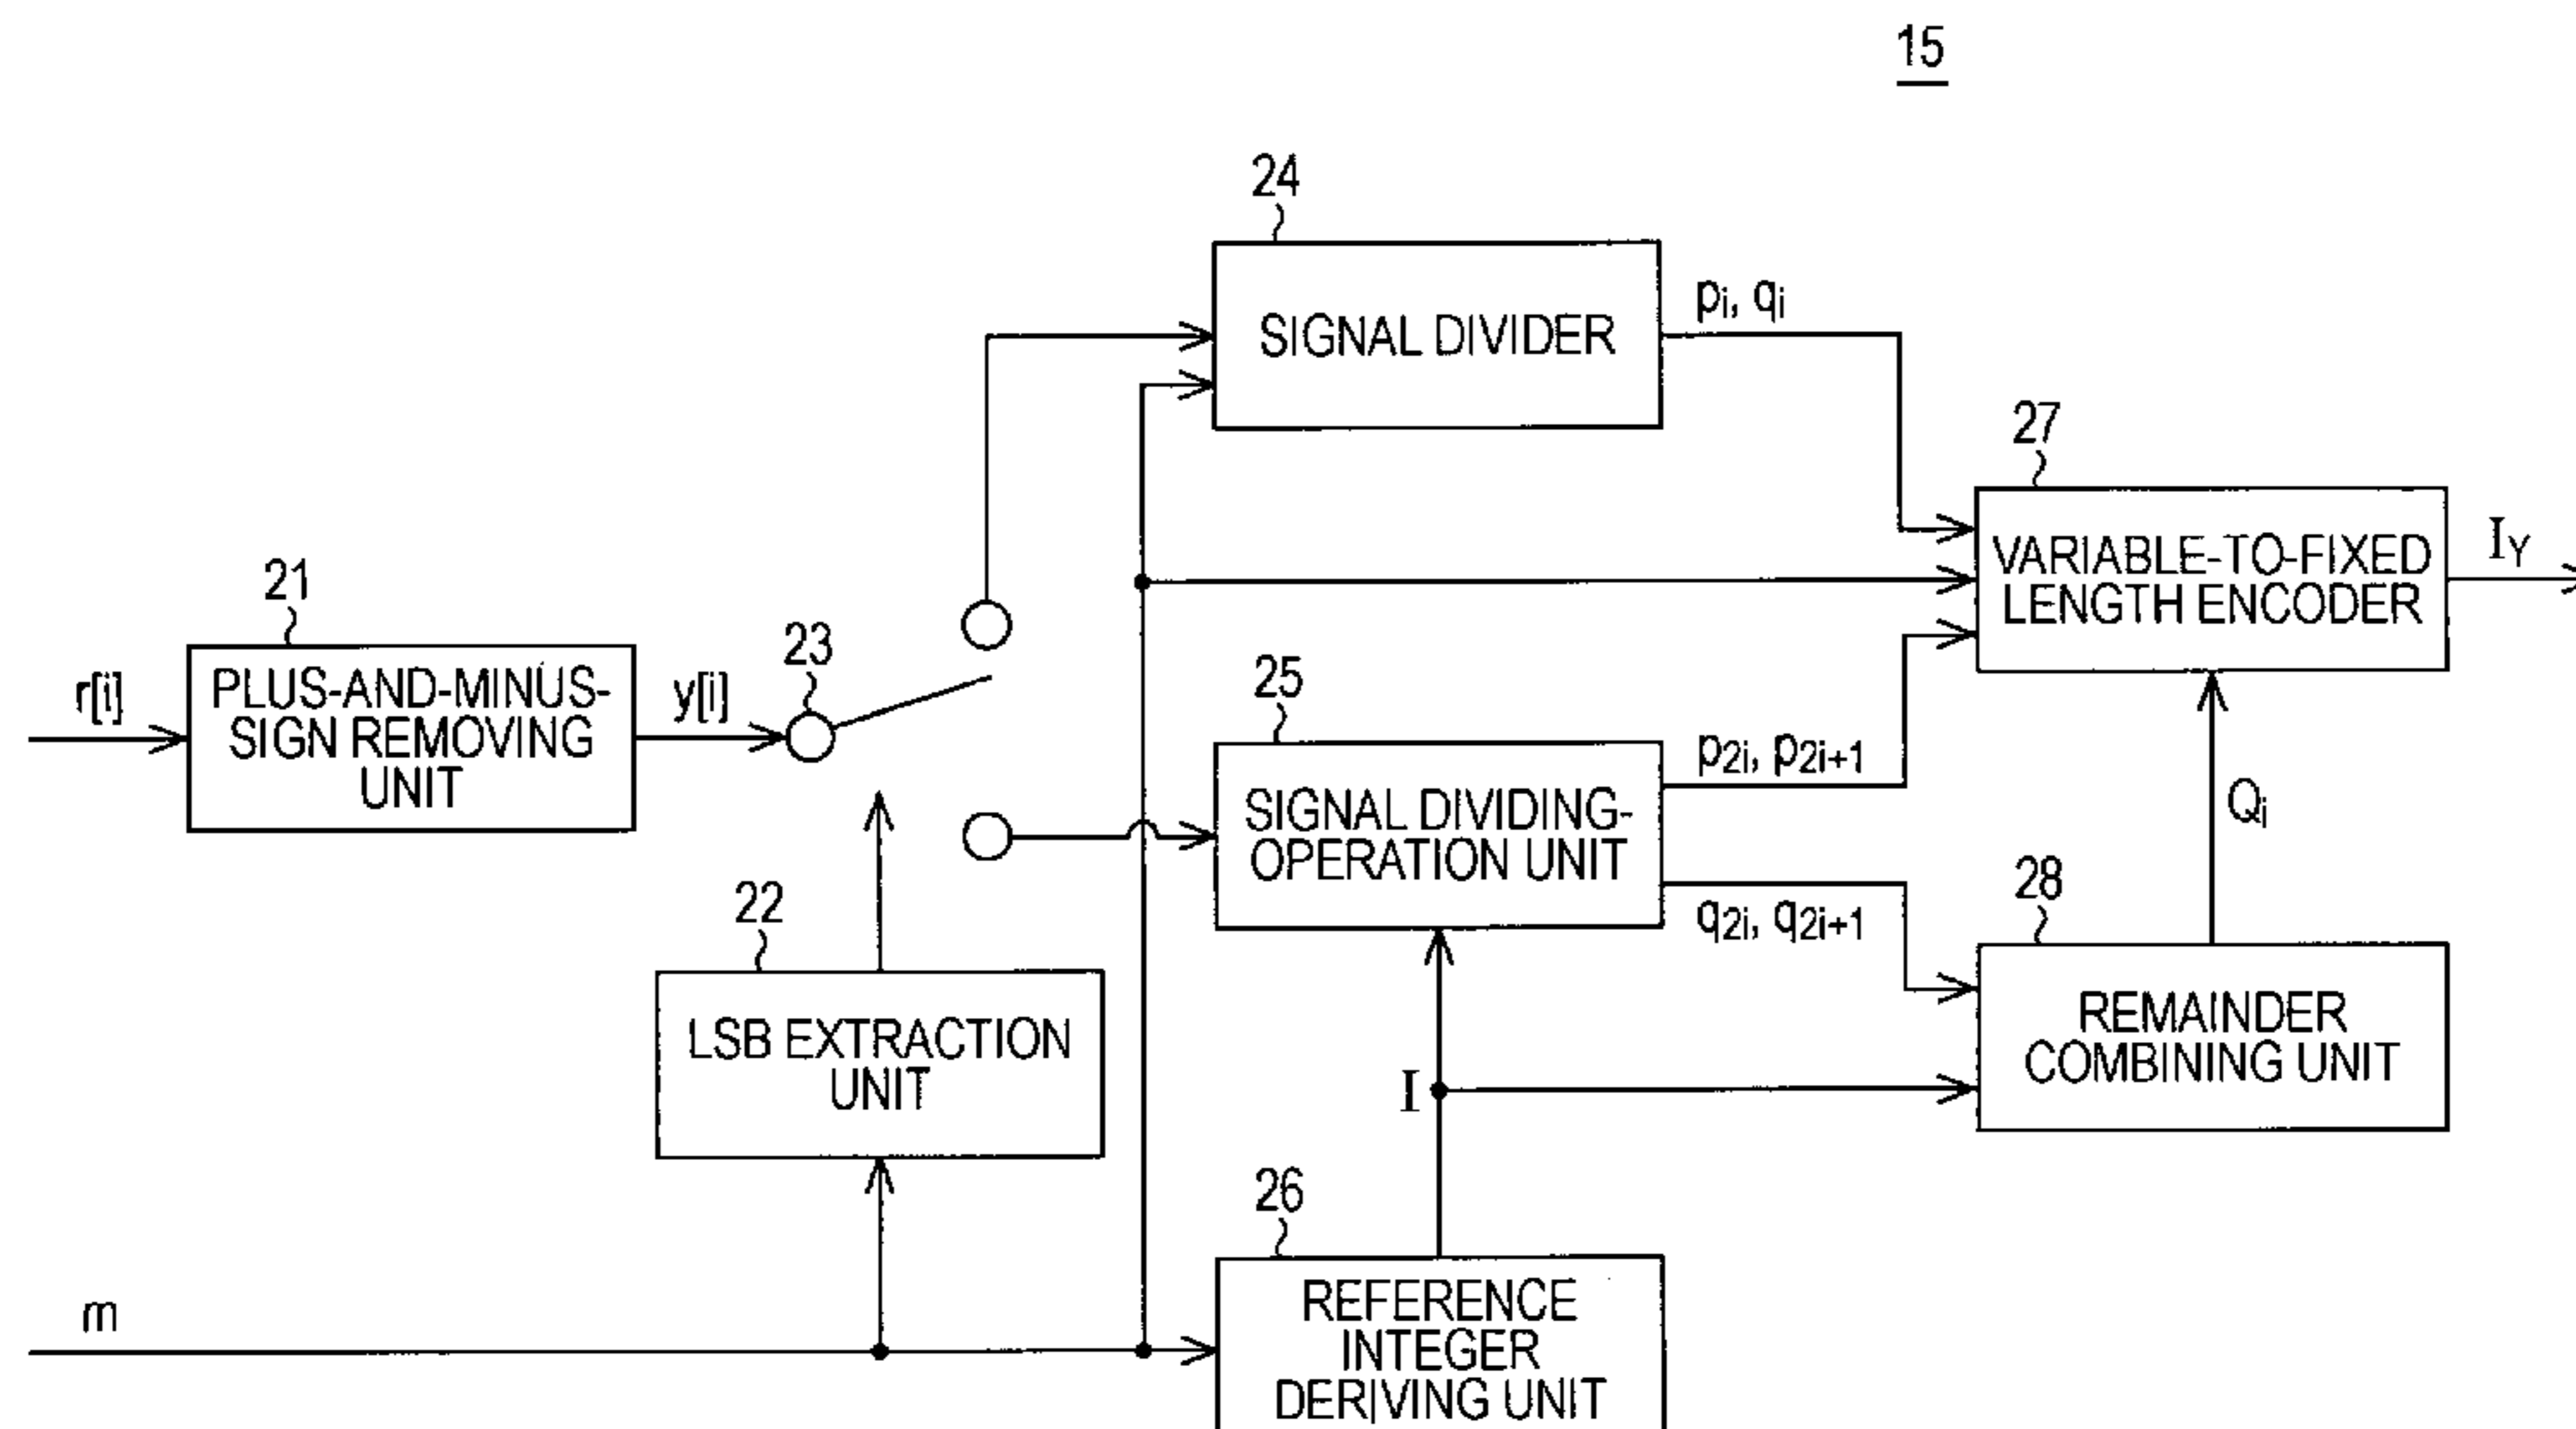 15
24
SIGNAL DIVIDER
pi, qi
27
VARIABLE-TO-FIXED
LENGTH ENCODER
IY
21
PLUS-AND-MINUS-
SIGN REMOVING
UNIT
r[i]
y[i]
23
25
SIGNAL DIVIDING-
OPERATION UNIT
p2i, p2i+1
q2i, q2i+1
Qi
22
LSB EXTRACTION
UNIT
28
REMAINDER
COMBINING UNIT
I
26
REFERENCE
INTEGER
DERIVING UNIT
m